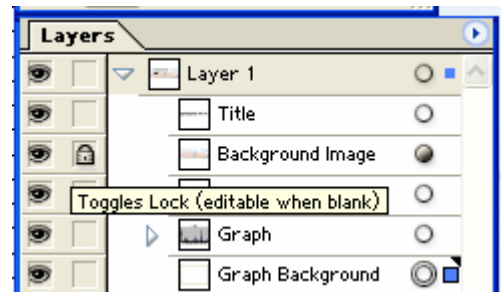 Layers
Layer 1
Title
Background Image
Toggles Lock (editable when blank)
Graph
Graph Background